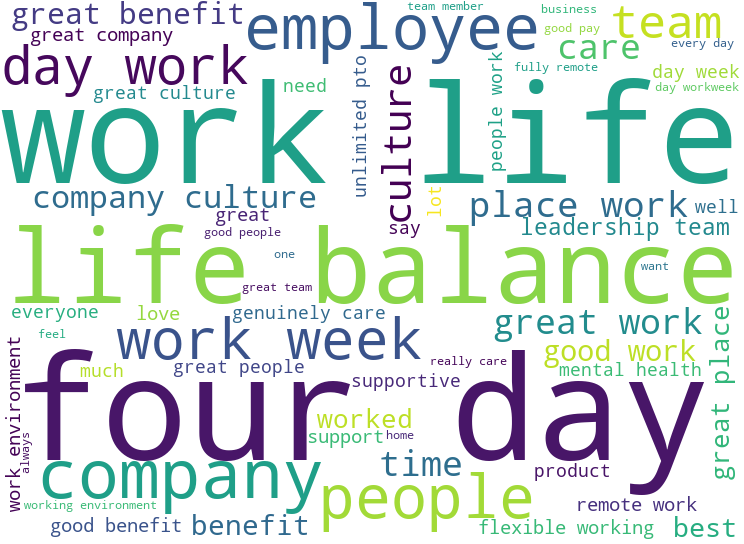 great benefit
team member
business
employee
good pay
team
great company
care
every day
day work
fully remote
day week
great culture
need
day workweek
work life
unlimited pto
culture
people work
company culture
lot
place work
well
great
say
leadership team
good people
life balance
one
want
great team
everyone
love
genuinely care
great work
feel
work week
good work
much
great people
really care
mental health
supportive
great place
four day
work environment
always
worked
support
home
company
time
product
people
working environment
remote work
good benefit
benefit
flexible working
best